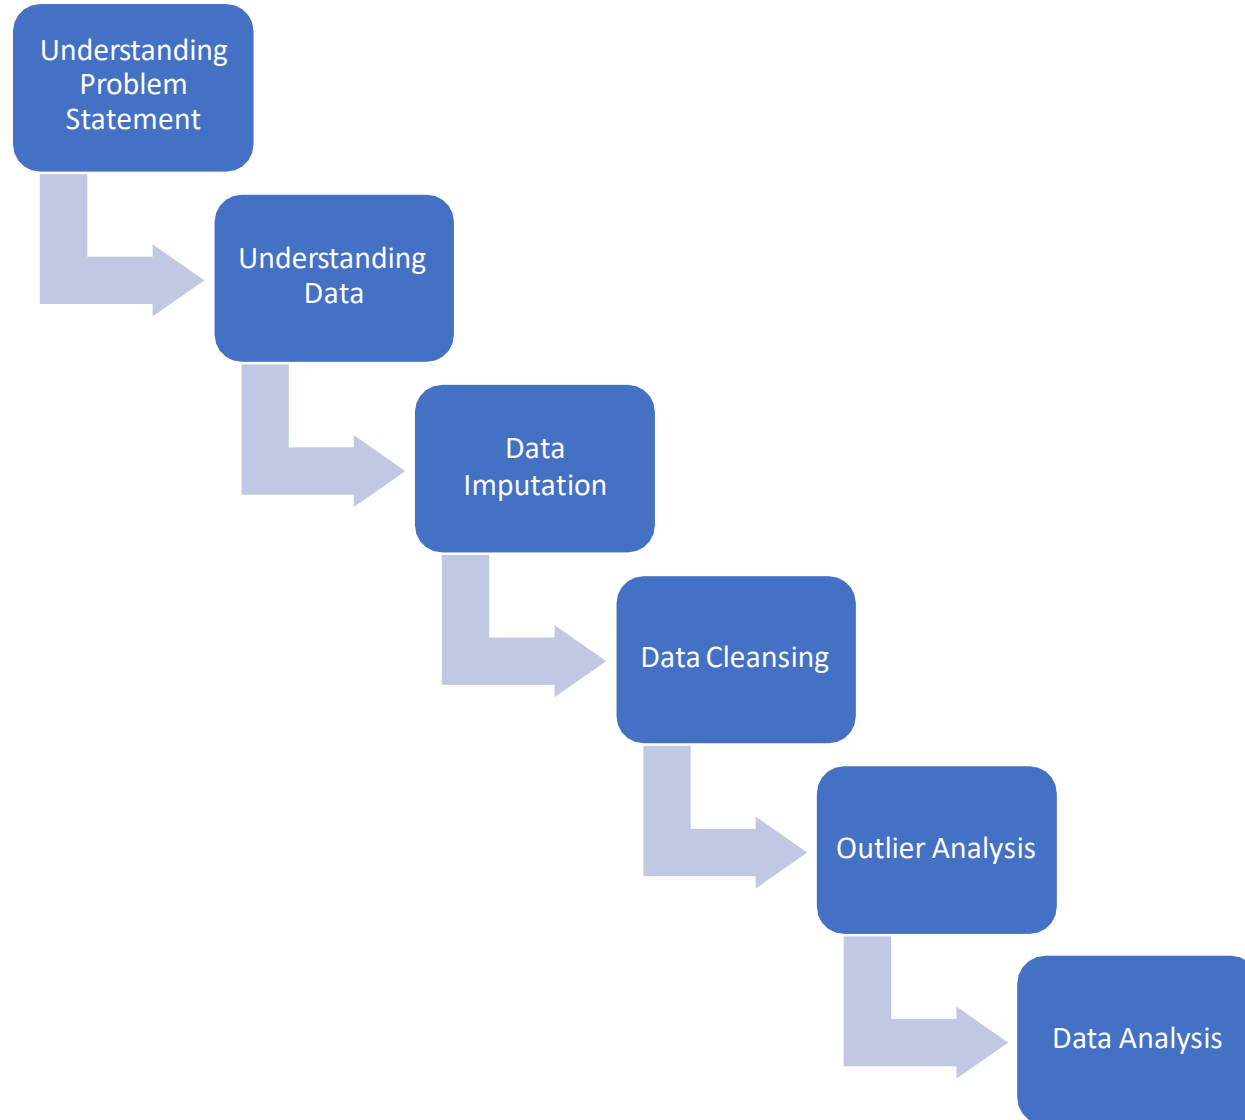 Understanding
Problem
Statement
Understanding
Data
Data
Imputation
Data Cleansing
Outlier Analysis
Data Analysis